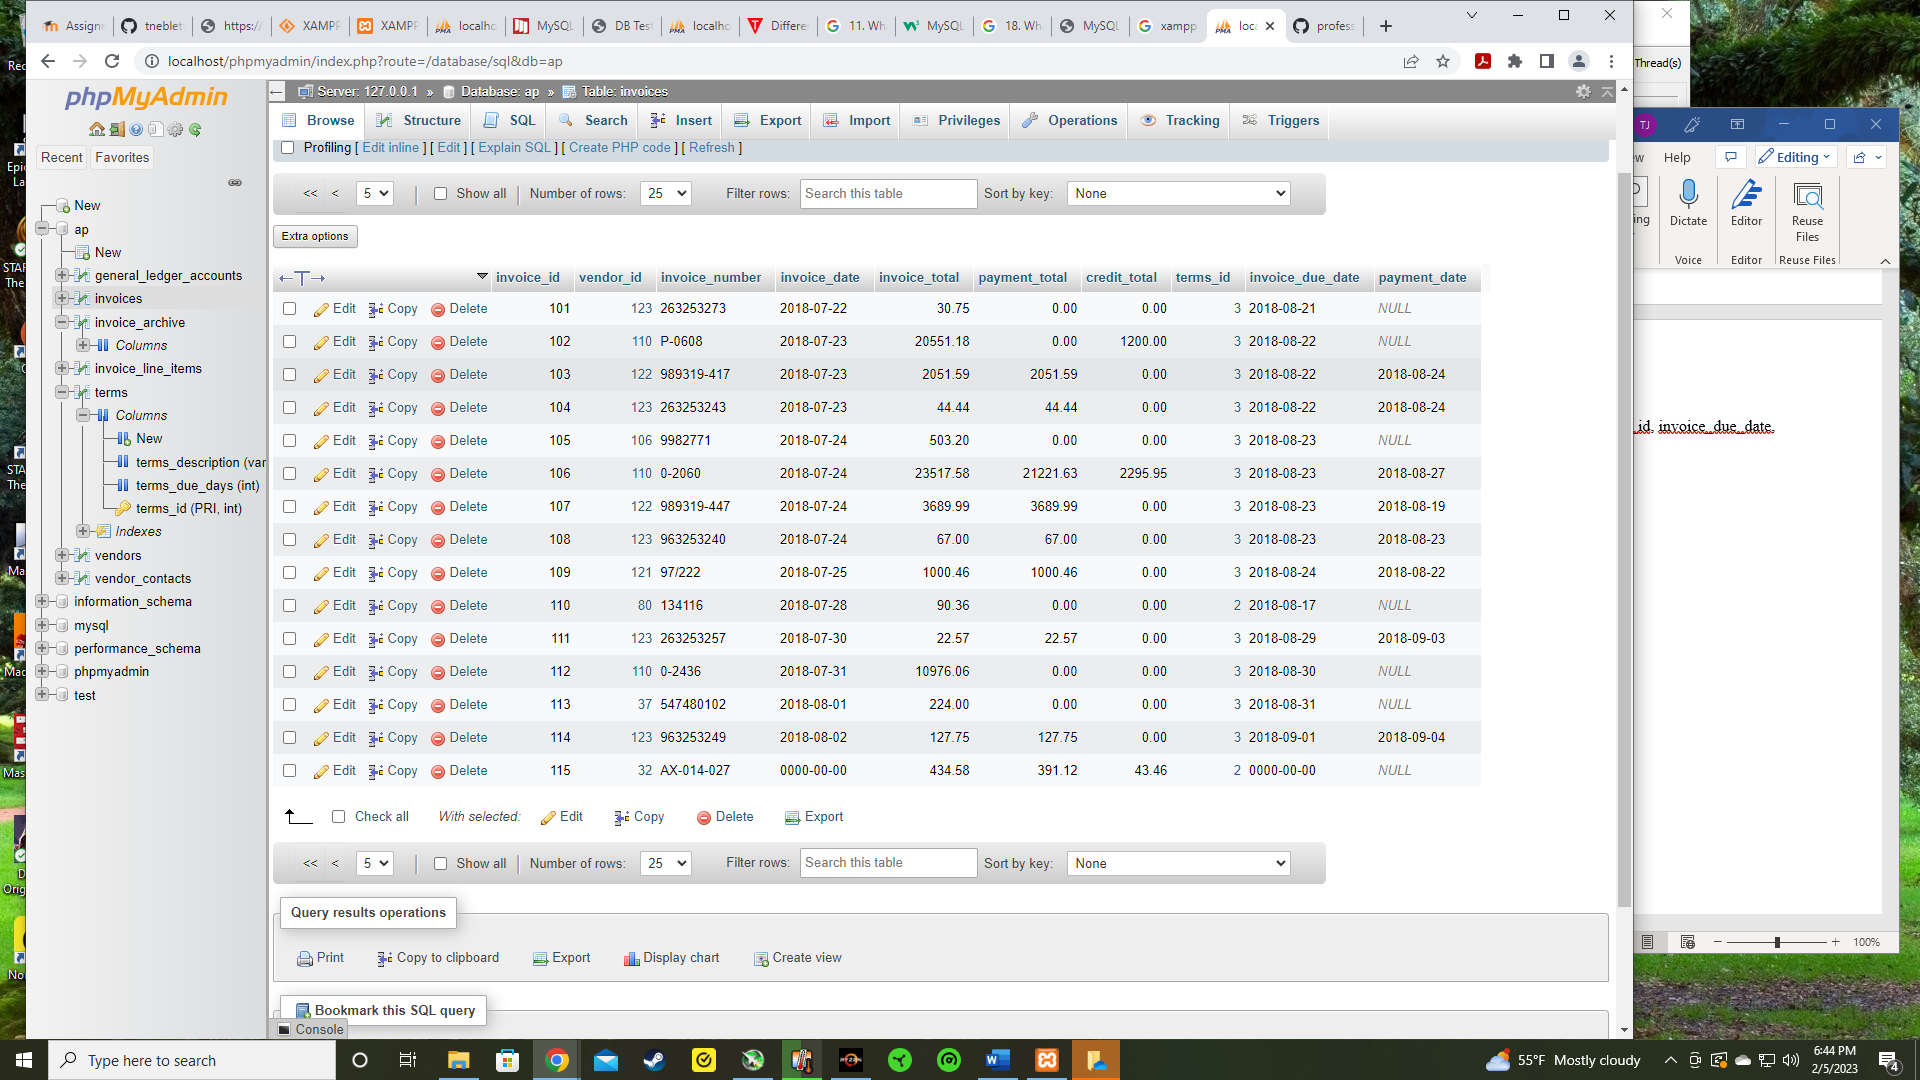 Assignm
tneblet
https:/
XAMPP
XAMPP
localho
MySQL
DB Test
localho
Differe
11. Wh
MySQL
18. Wh
MySQL
xampp
loca
profess
localhost/phpmyadmin/index.php?route=/database/sql&db=ap
Thread(s)
phpMyAdmin
Recent Favorites
New
ap
New
general_ledger_accounts
invoices
invoice_archive
Columns
invoice_line_items
terms
Columns
New
terms_description (var
terms_due_days (int)
terms_id (PRI, int)
Indexes
vendors
vendor_contacts
information_schema
mysql
performance_schema
phpmyadmin
test
Server: 127.0.0.1 » Database: ap » Table: invoices
Browse Structure SQL Search Insert Export Import Privileges Operations Tracking Triggers
Profiling [ Edit inline ] [ Edit ] [ Explain SQL ] [ Create PHP code ] [ Refresh ]
<< < 5 Show all Number of rows: 25 Filter rows: Search this table Sort by key: None
Extra options
invoice_id vendor_id invoice_number invoice_date invoice_total payment_total credit_total terms_id invoice_due_date payment_date
Edit Copy Delete 101 123 263253273 2018-07-22 30.75 0.00 0.00 3 2018-08-21 NULL
Edit Copy Delete 102 110 P-0608 2018-07-23 20551.18 0.00 1200.00 3 2018-08-22 NULL
Edit Copy Delete 103 122 989319-417 2018-07-23 2051.59 2051.59 0.00 3 2018-08-22 2018-08-24
Edit Copy Delete 104 123 263253243 2018-07-23 44.44 44.44 0.00 3 2018-08-22 2018-08-24
Edit Copy Delete 105 106 9982771 2018-07-24 503.20 0.00 0.00 3 2018-08-23 NULL
Edit Copy Delete 106 110 0-2060 2018-07-24 23517.58 21221.63 2295.95 3 2018-08-23 2018-08-27
Edit Copy Delete 107 122 989319-447 2018-07-24 3689.99 3689.99 0.00 3 2018-08-23 2018-08-19
Edit Copy Delete 108 123 963253240 2018-07-24 67.00 67.00 0.00 3 2018-08-23 2018-08-23
Edit Copy Delete 109 121 97/222 2018-07-25 1000.46 1000.46 0.00 3 2018-08-24 2018-08-22
Edit Copy Delete 110 80 134116 2018-07-28 90.36 0.00 0.00 2 2018-08-17 NULL
Edit Copy Delete 111 123 263253257 2018-07-30 22.57 22.57 0.00 3 2018-08-29 2018-09-03
Edit Copy Delete 112 110 0-2436 2018-07-31 10976.06 0.00 0.00 3 2018-08-30 NULL
Edit Copy Delete 113 37 547480102 2018-08-01 224.00 0.00 0.00 3 2018-08-31 NULL
Edit Copy Delete 114 123 963253249 2018-08-02 127.75 127.75 0.00 3 2018-09-01 2018-09-04
Edit Copy Delete 115 32 AX-014-027 0000-00-00 434.58 391.12 43.46 2 0000-00-00 NULL
Check all With selected: Edit Copy Delete Export
<< < 5 Show all Number of rows: 25 Filter rows: Search this table Sort by key: None
Query results operations
Print Copy to clipboard Export Display chart Create view
Bookmark this SQL query
Console
TJ
ew Help Editing
ing Dictate Editor Reuse Files
Voice Editor Reuse Files
_id, invoice_due_date,
100%
Type here to search
55°F Mostly cloudy
6:44 PM
2/5/2023
4